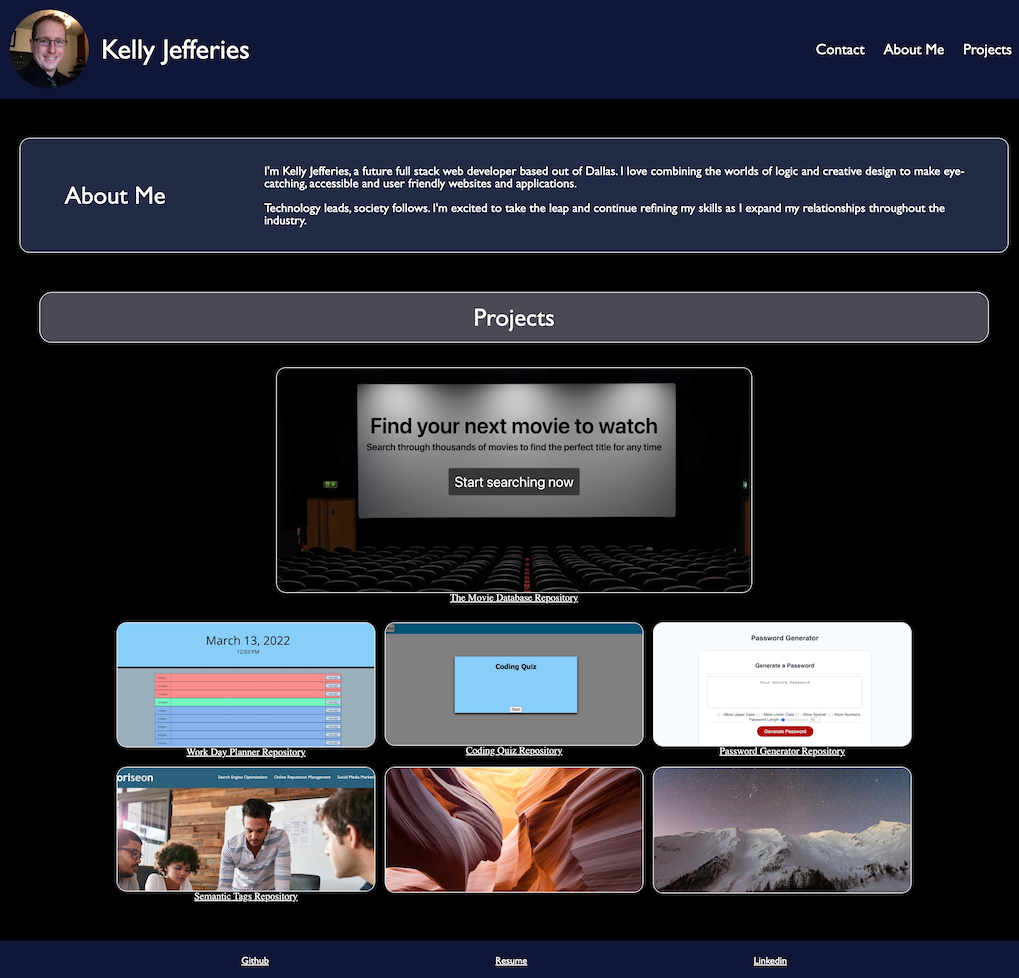 Kelly Jefferies
Contact About Me Projects
About Me
I'm Kelly Jefferies, a future full stack web developer based out of Dallas. I love combining the worlds of logic and creative design to make eye-
catching, accessible and user friendly websites and applications.
Technology leads, society follows. I'm excited to take the leap and continue refining my skills as I expand my relationships throughout the
industry.
Projects
Find your next movie to watch
Search through thousands of movies to find the perfect title for any time
Start searching now
The Movie Database Repository
March 13, 2022
12:03 PM
Work Day Planner Repository
Coding Quiz
Start
Coding Quiz Repository
Password Generator
Generate a Password
Your Secure Password
- Allow Upper Case - Allow Lower Case - Allow Special - Allow Numbers
Password Length
Generate Password
Password Generator Repository
oriseon
Search Engine Optimization Online Reputation Management Social Media Market
Semantic Tags Repository
Github Resume Linkedin